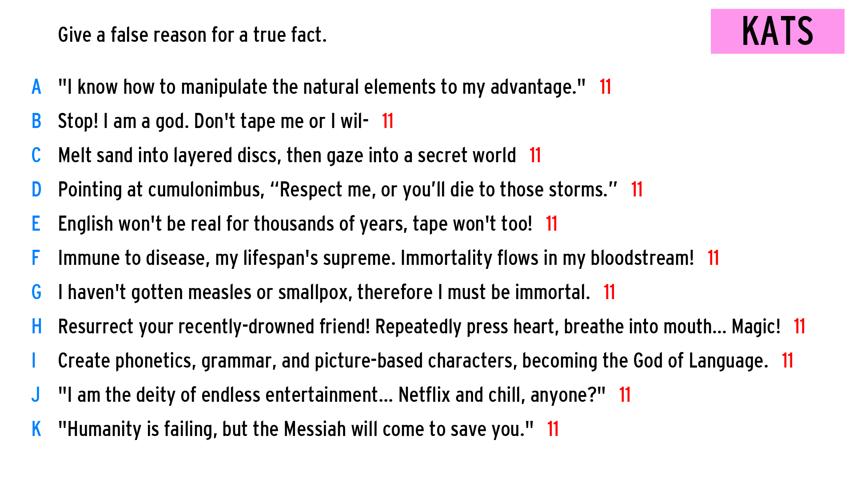 Give a false reason for a true fact.
KATS
A "I know how to manipulate the natural elements to my advantage." 11
B Stop! I am a god. Don't tape me or I wil- 11
C Melt sand into layered discs, then gaze into a secret world 11
D Pointing at cumulonimbus, “Respect me, or you’ll die to those storms.” 11
E English won't be real for thousands of years, tape won't too! 11
F Immune to disease, my lifespan's supreme. Immortality flows in my bloodstream! 11
G I haven't gotten measles or smallpox, therefore I must be immortal. 11
H Resurrect your recently-drowned friend! Repeatedly press heart, breathe into mouth... Magic! 11
I Create phonetics, grammar, and picture-based characters, becoming the God of Language. 11
J "I am the deity of endless entertainment... Netflix and chill, anyone?" 11
K "Humanity is failing, but the Messiah will come to save you." 11